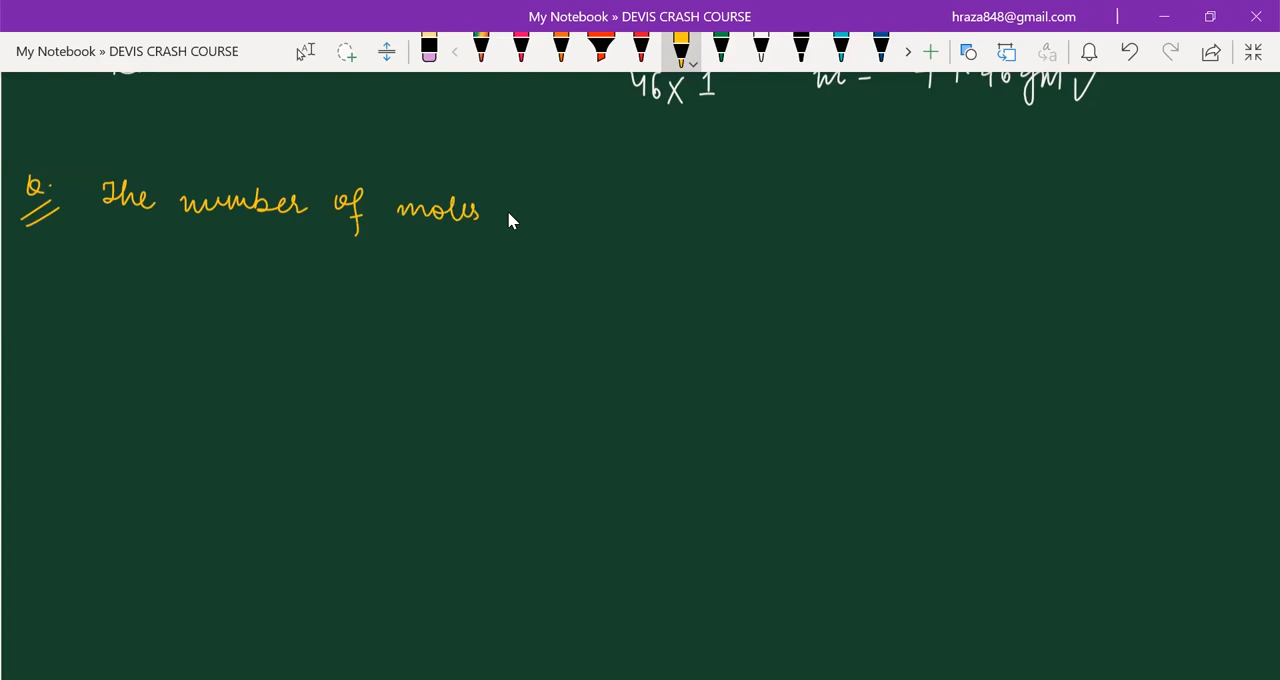 My Notebook » DEVIS CRASH COURSE
hraza848@gmail.com
My Notebook » DEVIS CRASH COURSE
46 X 1
Q. The number of moles